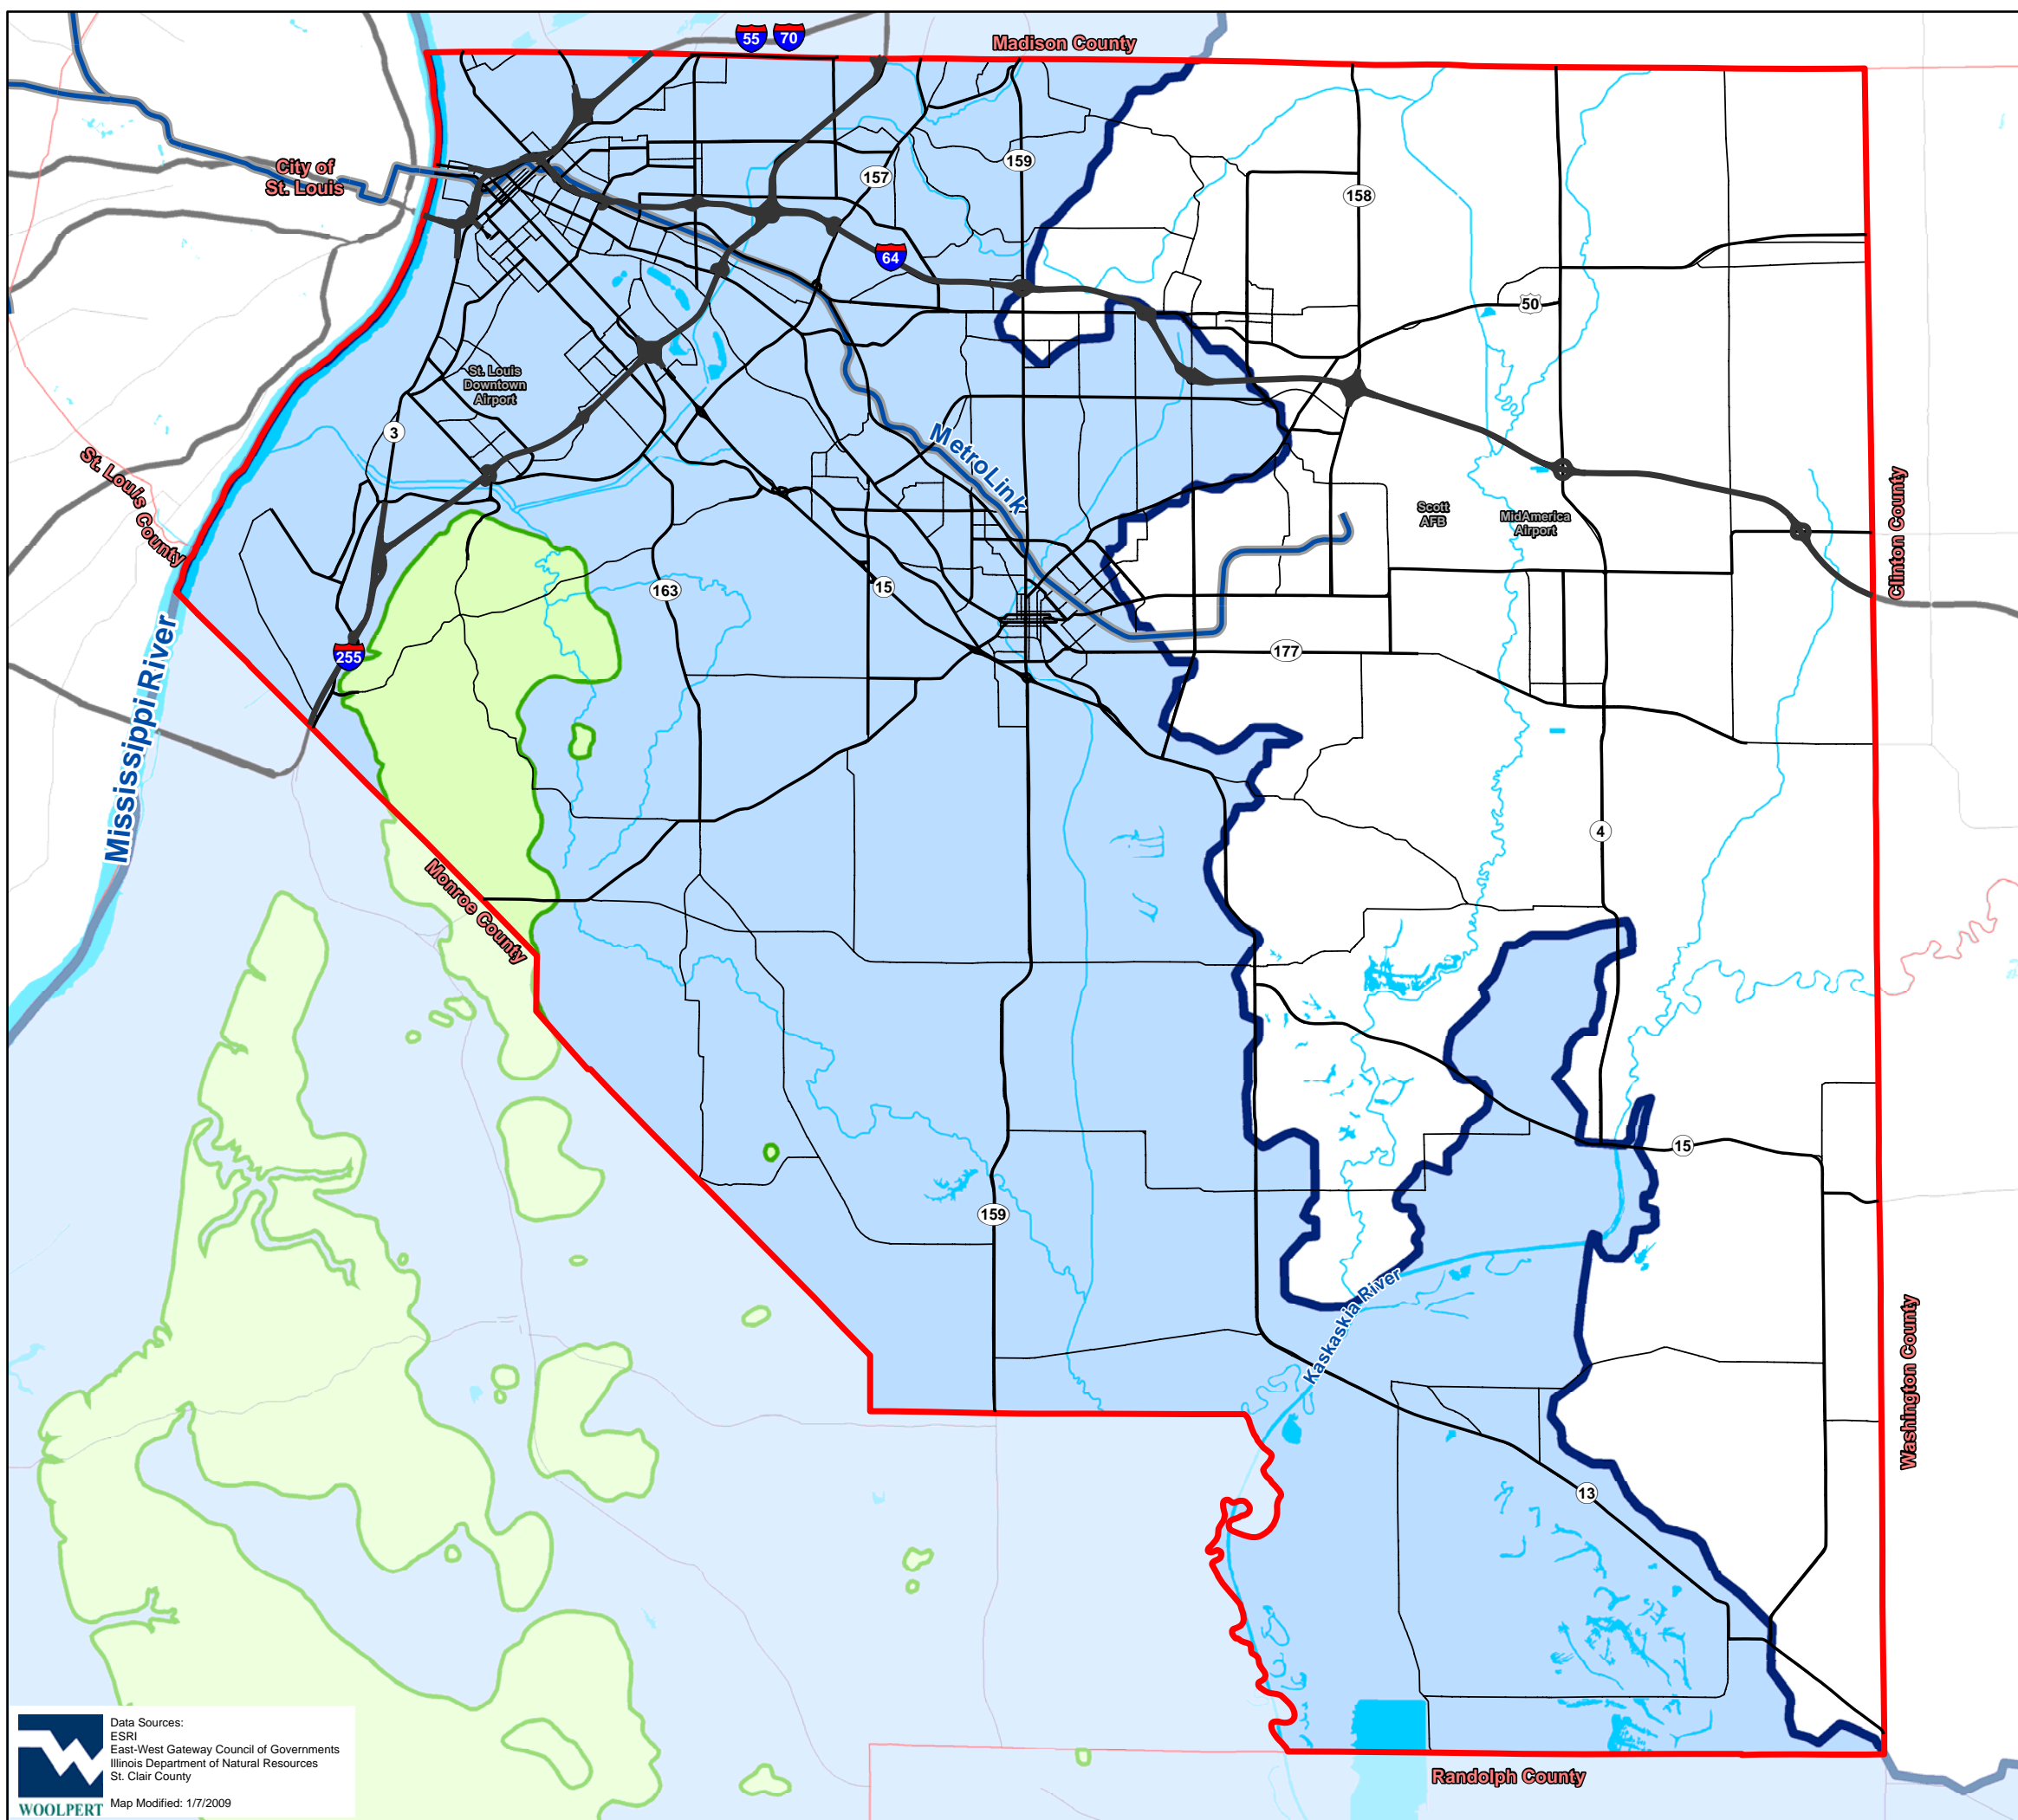 55
70
Madison County
City of
St. Louis
157
159
158
64
50
St. Louis
Downtown
Airport
3
MetroLink
St. Louis
County
Scott
AFB
MidAmerica
Airport
Clinton County
163
15
177
255
Mississippi River
4
Monroe County
15
159
Kaskaskia River
Washington County
13
Randolph County
Data Sources:
ESRI
East-West Gateway Council of Governments
Illinois Department of Natural Resources
St. Clair County
Map Modified: 1/7/2009
WOOLPERT